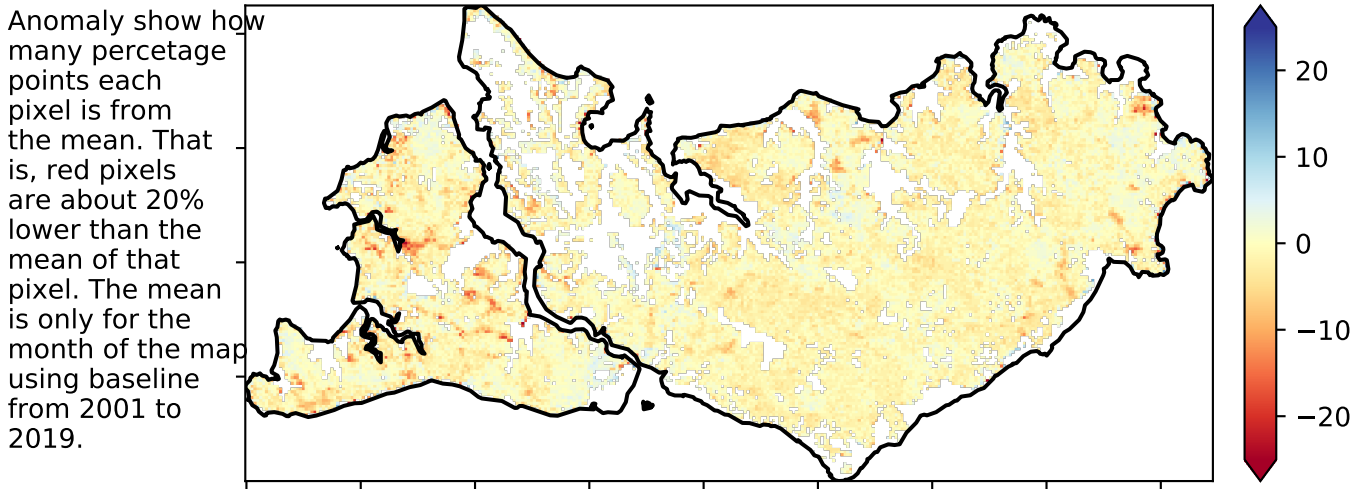 Anomaly show how
many percetage
points each
pixel is from
the mean. That
is, red pixels
are about 20%
lower than the
mean of that
pixel. The mean
is only for the
month of the map
using baseline
from 2001 to
2019.
20
10
0
−10
−20